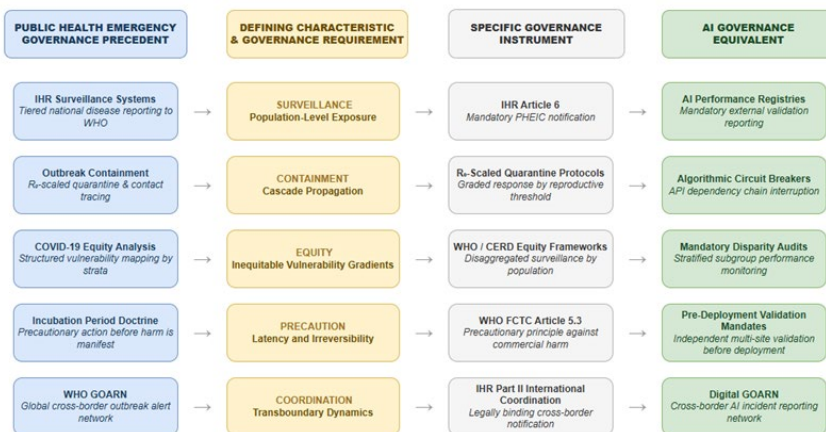 PUBLIC HEALTH EMERGENCY
GOVERNANCE PRECEDENT
DEFINING CHARACTERISTIC
& GOVERNANCE REQUIREMENT
SPECIFIC GOVERNANCE
INSTRUMENT
AI GOVERNANCE
EQUIVALENT
IHR Surveillance Systems
Tiered national disease reporting to
WHO
→
SURVEILLANCE
Population-Level Exposure
→
IHR Article 6
Mandatory PHEIC notification
→
AI Performance Registries
Mandatory external validation
reporting
Outbreak Containment
R₀-scaled quarantine & contact
tracing
→
CONTAINMENT
Cascade Propagation
→
R₀-Scaled Quarantine Protocols
Graded response by reproductive
threshold
→
Algorithmic Circuit Breakers
API dependency chain interruption
COVID-19 Equity Analysis
Structured vulnerability mapping by
strata
→
EQUITY
Inequitable Vulnerability Gradients
→
WHO / CERD Equity Frameworks
Disaggregated surveillance by
population
→
Mandatory Disparity Audits
Stratified subgroup performance
monitoring
Incubation Period Doctrine
Precautionary action before harm is
manifest
→
PRECAUTION
Latency and Irreversibility
→
WHO FCTC Article 5.3
Precautionary principle against
commercial harm
→
Pre-Deployment Validation
Mandates
Independent multi-site validation
before deployment
WHO GOARN
Global cross-border outbreak alert
network
→
COORDINATION
Transboundary Dynamics
→
IHR Part II International
Coordination
Legally binding cross-border
notification
→
Digital GOARN
Cross-border AI incident reporting
network